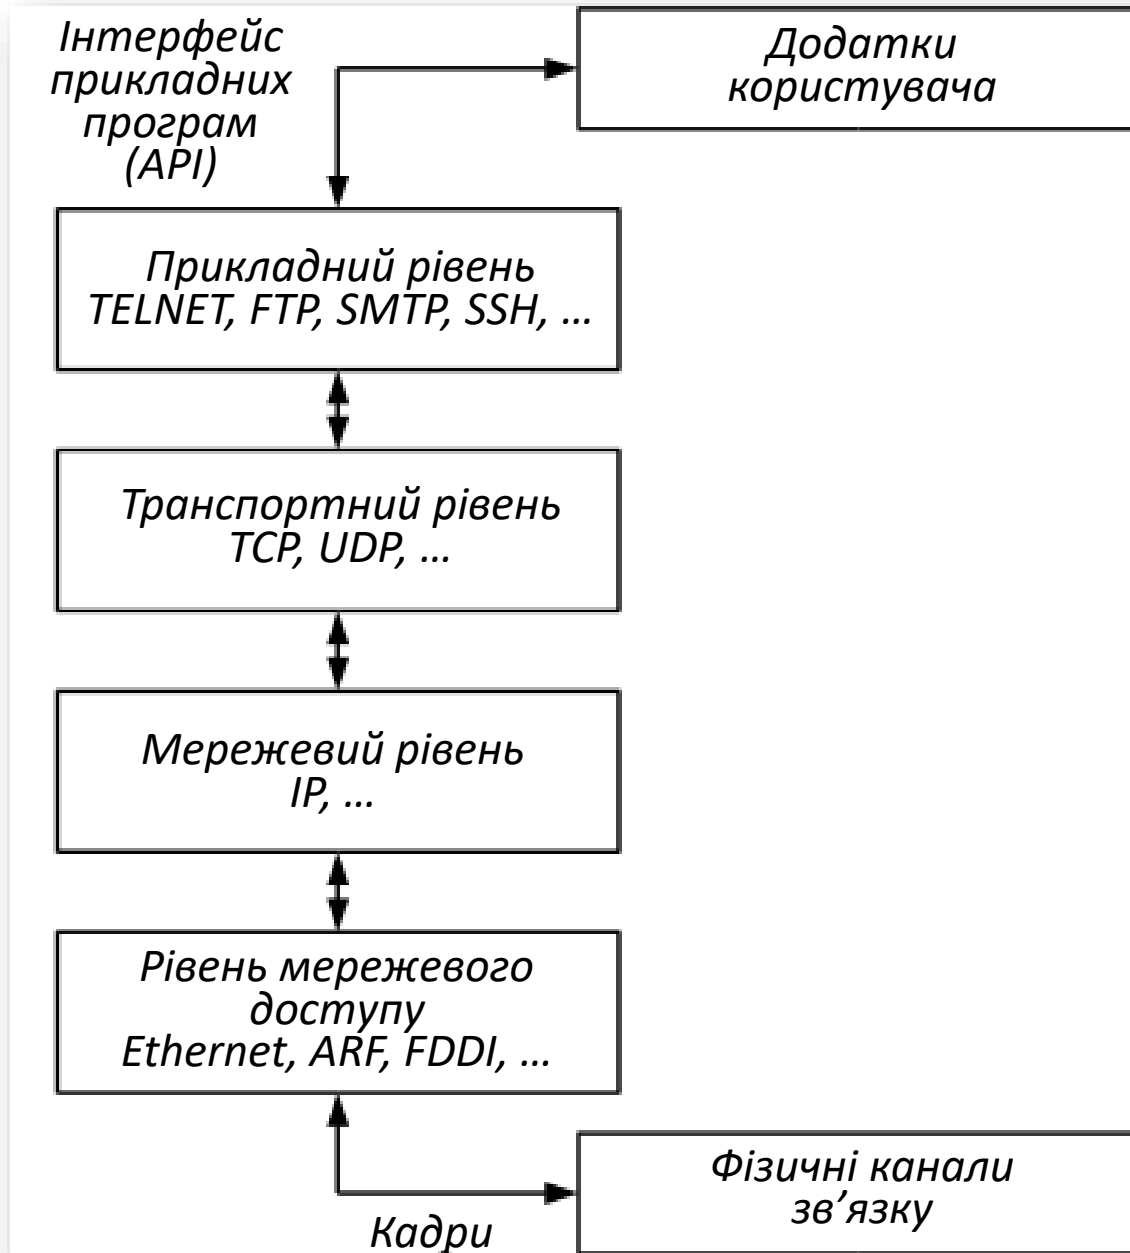 Інтерфейс
прикладних
програм
(API)
Додатки
користувача
Прикладний рівень
TELNET, FTP, SMTP, SSH, ...
Транспортний рівень
TCP, UDP, ...
Мережевий рівень
IP, ...
Рівень мережевого
доступу
Ethernet, ARF, FDDI, ...
Фізичні канали
зв’язку
Кадри